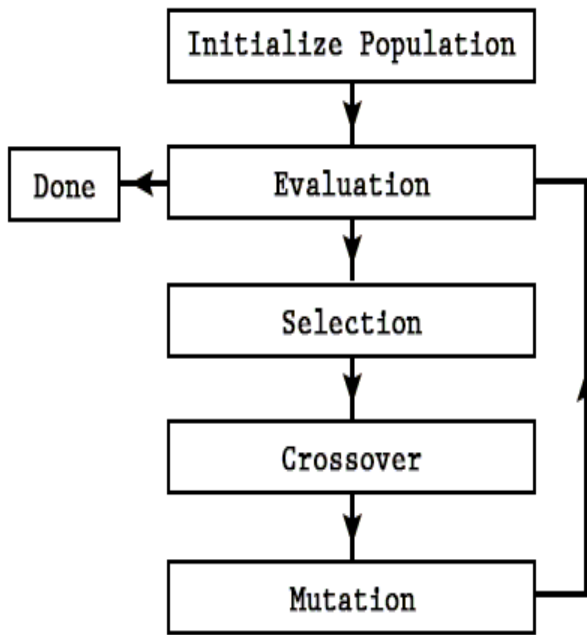 Initialize Population
Done
Evaluation
Selection
Crossover
Mutation